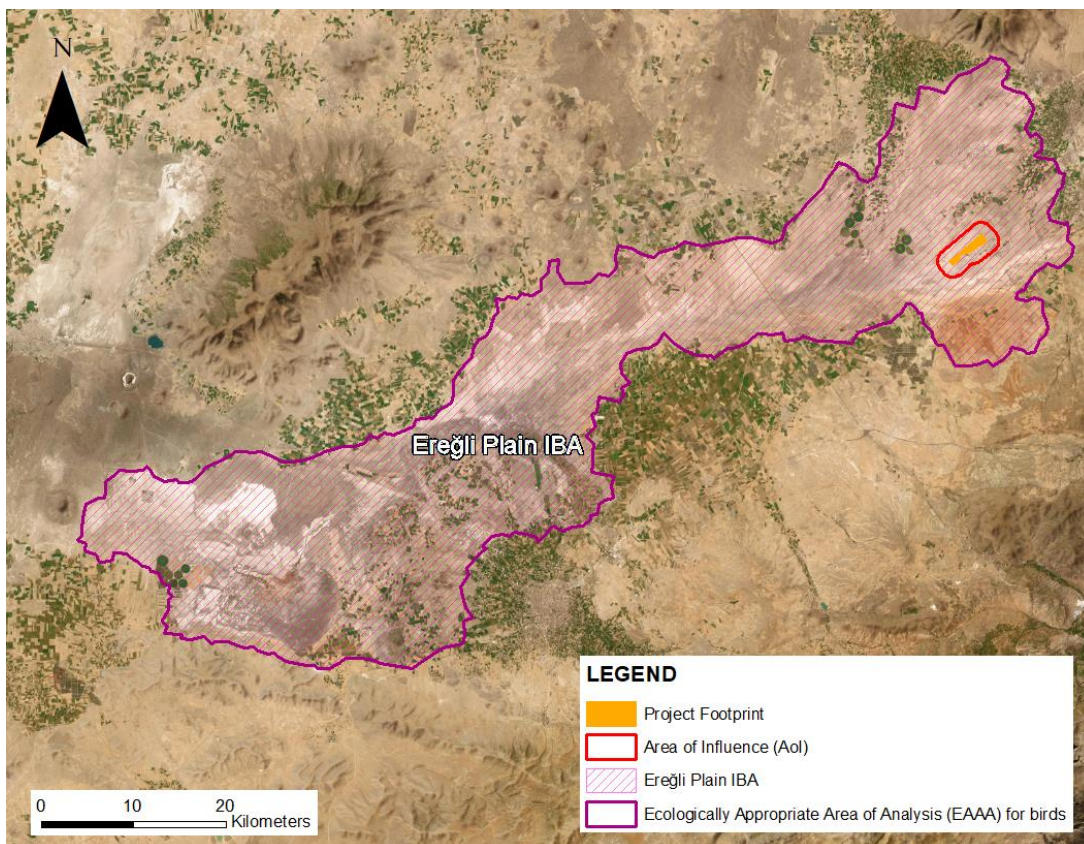 N
Ereğli Plain IBA
LEGEND
Project Footprint
Area of Influence (AoI)
Ereğli Plain IBA
Ecologically Appropriate Area of Analysis (EAAA) for birds
0 10 20
Kilometers